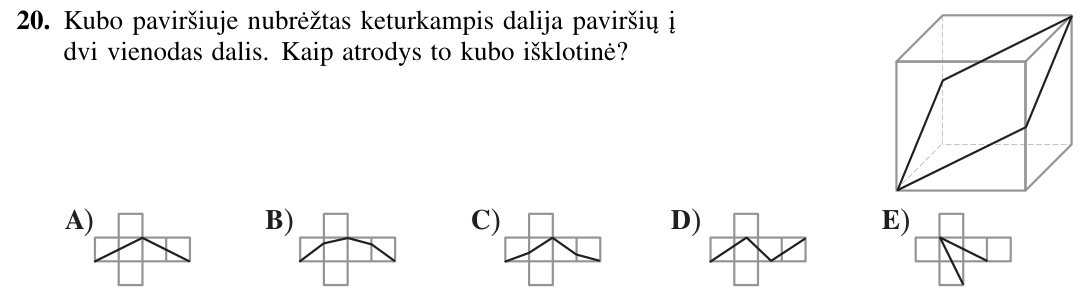 20. Kubo paviršiuje nubrėžtas keturkampis dalija paviršių į
dvi vienodas dalis. Kaip atrodys to kubo išklotinė?
A) B) C) D) E)